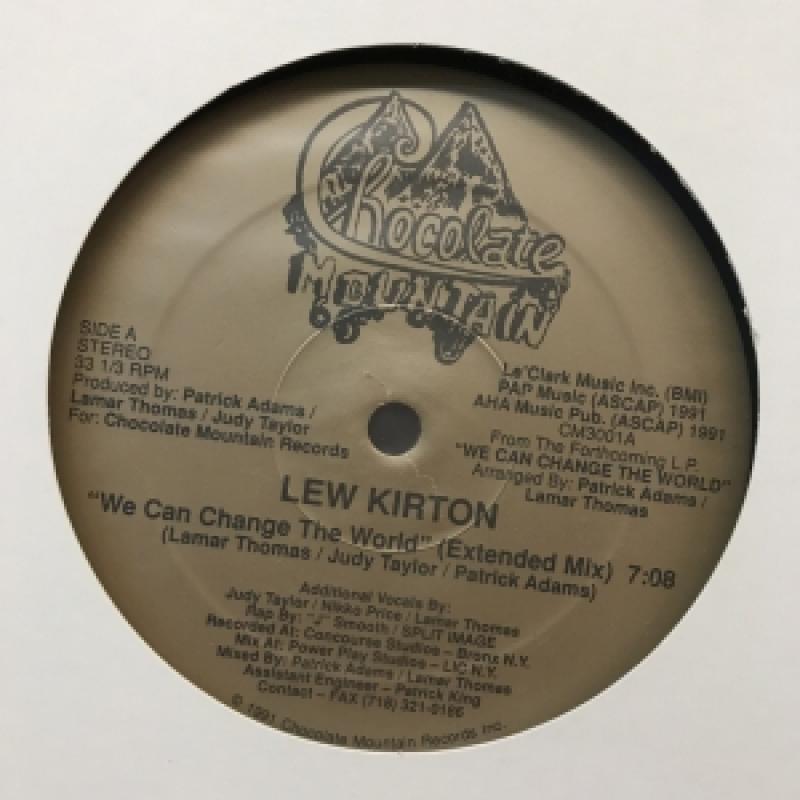 Chocolate
MOUNTAIN
SIDE A
STEREO
33 1/3 RPM
Produced by: Patrick Adams /
Lamar Thomas / Judy Taylor
For: Chocolate Mountain Records
La'Clark Music Inc. (BMI)
PAP Music (ASCAP) 1991
AHA Music Pub. (ASCAP) 1991
CM3001A
From The Forthcoming L.P.
"WE CAN CHANGE THE WORLD"
Arranged By: Patrick Adams /
Lamar Thomas
LEW KIRTON
"We Can Change The World" (Extended Mix) 7:08
(Lamar Thomas / Judy Taylor / Patrick Adams)
Additional Vocals By:
Judy Taylor / Nikko Price / Lamar Thomas
Rap By: "J" Smooth / SPLIT IMAGE
Recorded At: Concourse Studios – Bronx N.Y.
Mix At: Power Play Studios – LIC N.Y.
Mixed By: Patrick Adams / Lamar Thomas
Assistant Engineer – Patrick King
Contact – FAX (718) 321-0186
© 1991 Chocolate Mountain Records Inc.